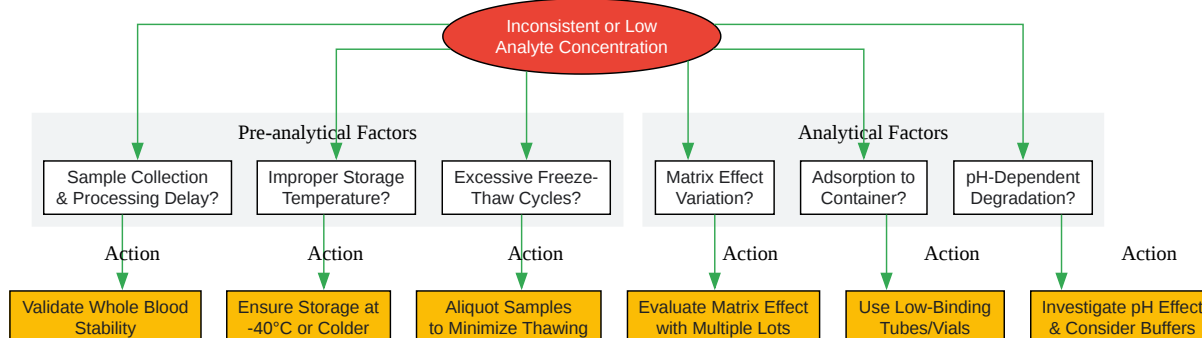 Inconsistent or Low
Analyte Concentration
Pre-analytical Factors
Analytical Factors
Sample Collection
& Processing Delay?
Improper Storage
Temperature?
Excessive Freeze-
Thaw Cycles?
Matrix Effect
Variation?
Adsorption to
Container?
pH-Dependent
Degradation?
Action
Action
Action
Action
Action
Action
Validate Whole Blood
Stability
Ensure Storage at
-40°C or Colder
Aliquot Samples
to Minimize Thawing
Evaluate Matrix Effect
with Multiple Lots
Use Low-Binding
Tubes/Vials
Investigate pH Effect
& Consider Buffers